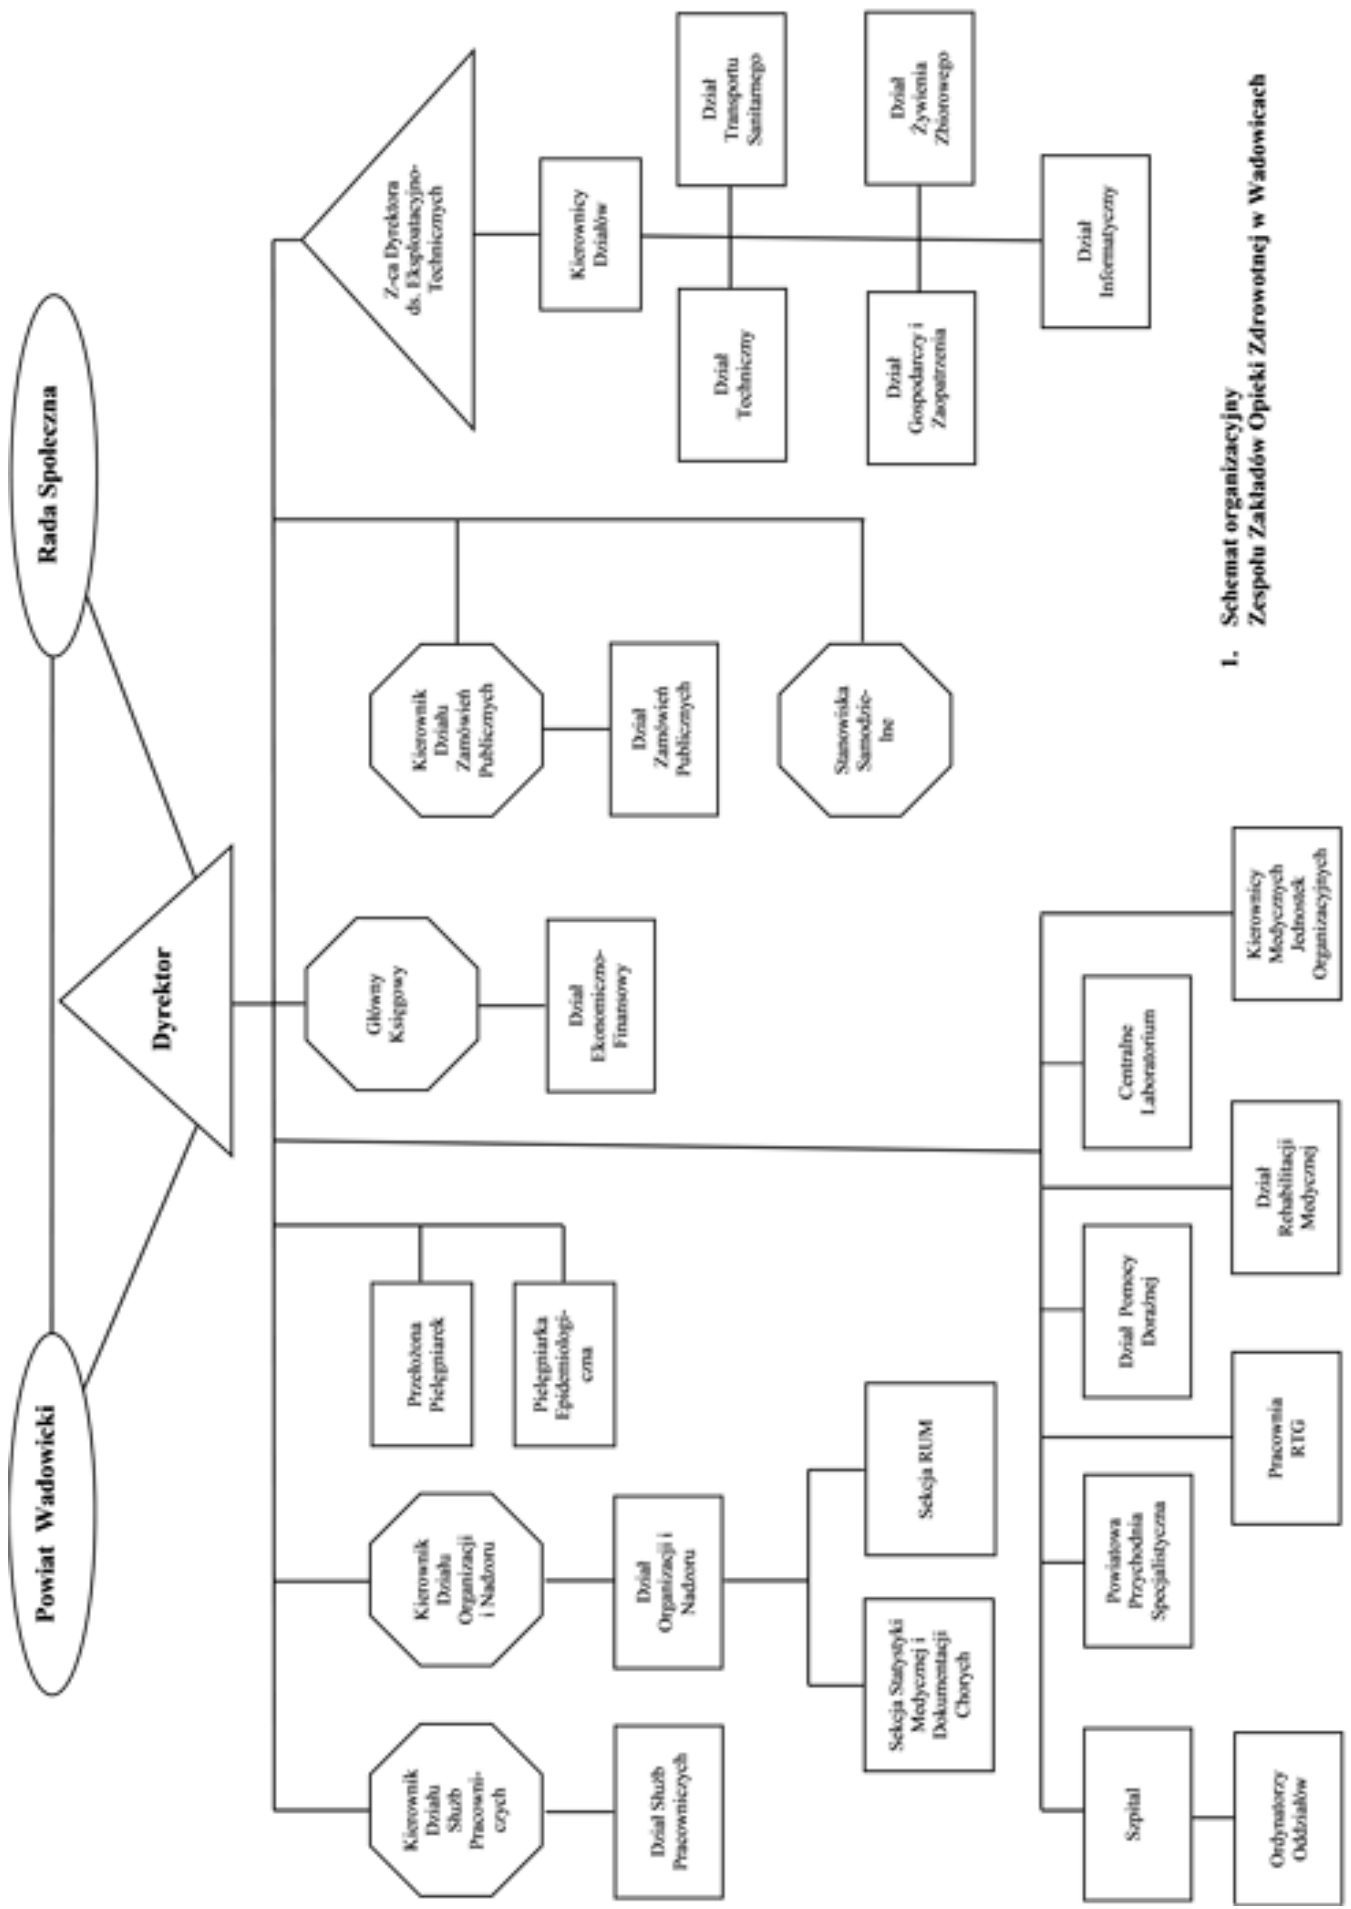 Powiat Wadowicki
Rada Społeczna
Dyrektor
Kierownik
Działu
Służb
Pracowni-
czych
Dział Służb
Pracowniczych
Kierownik
Działu
Organizacji
i Nadzoru
Dział
Organizacji i
Nadzoru
Sekcja Statystyki
Medycznej i
Dokumentacji
Chorych
Sekcja RUM
Przełożona
Pielęgniarek
Pielęgniarka
Epidemiologi-
czna
Główny
Księgowy
Dział
Ekonomiczno-
Finansowy
Kierownik
Działu
Zamówień
Publicznych
Dział
Zamówień
Publicznych
Stanowiska
Samodzie-
lne
Z-ca Dyrektora
ds. Eksploatacyjno-
Technicznych
Kierownicy
Działów
Dział
Techniczny
Dział
Transportu
Sanitarnego
Dział
Gospodarczy i
Zaopatrzenia
Dział
Żywienia
Zbiorowego
Dział
Informatyczny
Szpital
Ordynatorzy
Oddziałów
Powiatowa
Przychodnia
Specjalistyczna
Pracownia
RTG
Dział Pomocy
Doraźnej
Dział
Rehabilitacji
Medycznej
Centralne
Laboratorium
Kierownicy
Medycznych
Jednostek
Organizacyjnych
1. Schemat organizacyjny
Zespołu Zakładów Opieki Zdrowotnej w Wadowicach